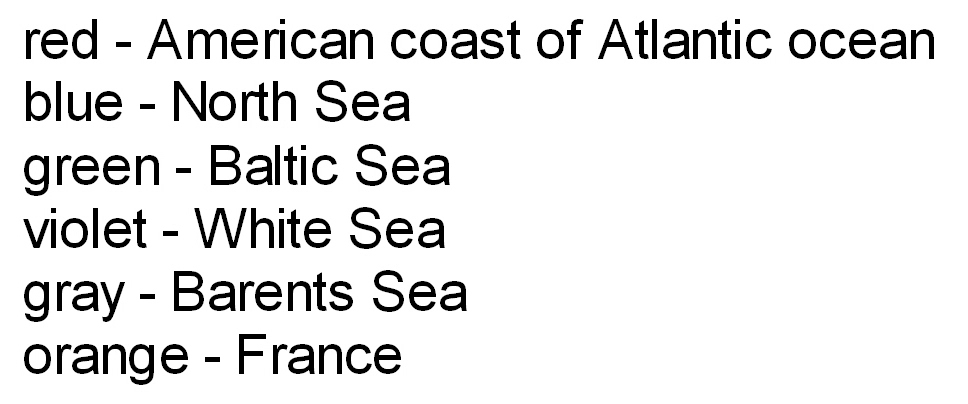 red - American coast of Atlantic ocean
blue - North Sea
green - Baltic Sea
violet - White Sea
gray - Barents Sea
orange - France